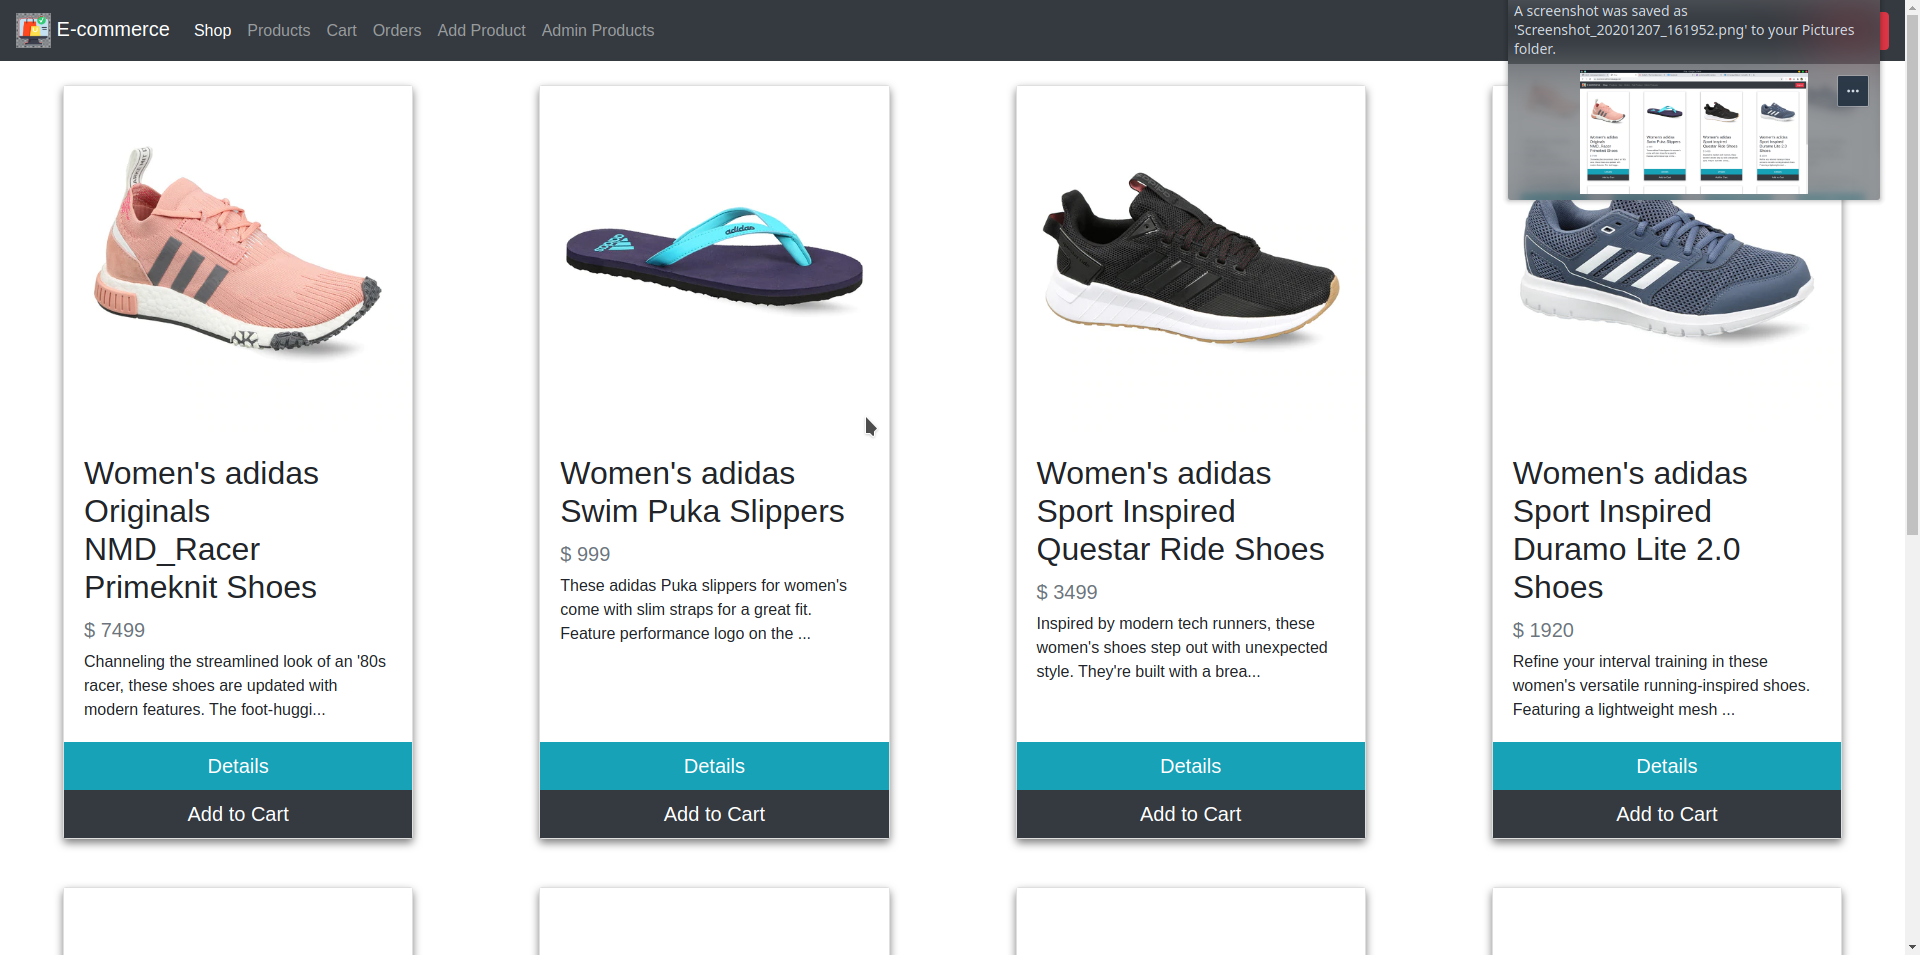 E-commerce Shop Products Cart Orders Add Product Admin Products
A screenshot was saved as
'Screenshot_20201207_161952.png' to your Pictures
folder.
adidas
adidas
Women's adidas
Originals
NMD_Racer
Primeknit Shoes
$ 7499
Channeling the streamlined look of an '80s
racer, these shoes are updated with
modern features. The foot-huggi...
Details
Add to Cart
Women's adidas
Swim Puka Slippers
$ 999
These adidas Puka slippers for women's
come with slim straps for a great fit.
Feature performance logo on the ...
Details
Add to Cart
Women's adidas
Sport Inspired
Questar Ride Shoes
$ 3499
Inspired by modern tech runners, these
women's shoes step out with unexpected
style. They're built with a brea...
Details
Add to Cart
Women's adidas
Sport Inspired
Duramo Lite 2.0
Shoes
$ 1920
Refine your interval training in these
women's versatile running-inspired shoes.
Featuring a lightweight mesh ...
Details
Add to Cart